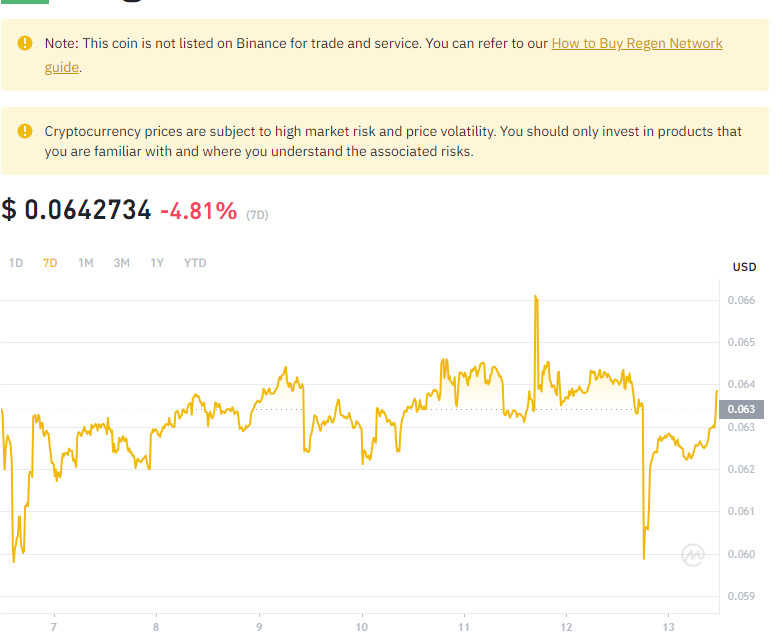 Note: This coin is not listed on Binance for trade and service. You can refer to our How to Buy Regen Network
guide.
Cryptocurrency prices are subject to high market risk and price volatility. You should only invest in products that
you are familiar with and where you understand the associated risks.
$ 0.0642734 -4.81% (7D)
1D 7D 1M 3M 1Y YTD
USD
0.066
0.065
0.064
0.063
0.063
0.062
0.061
0.060
0.059
7 8 9 10 11 12 13